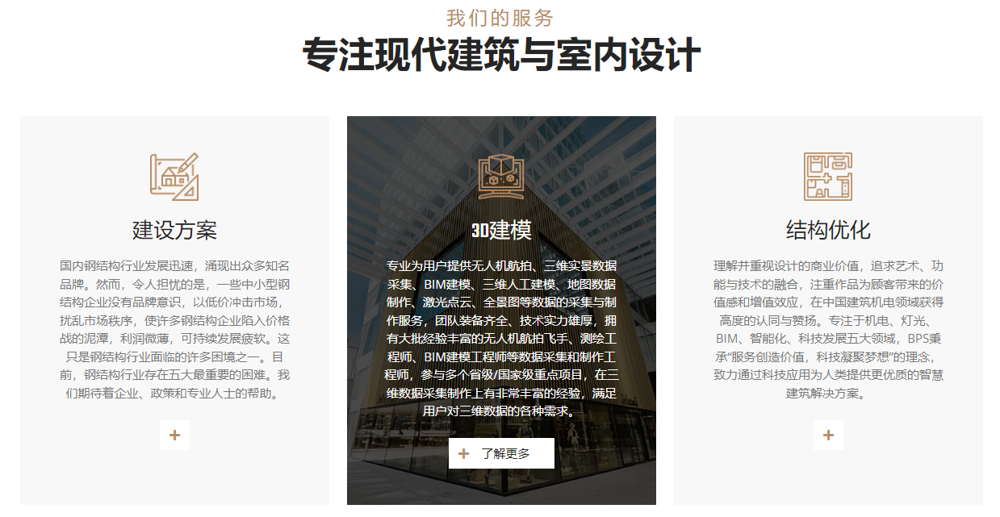 我们的服务
专注现代建筑与室内设计
建设方案
国内钢结构行业发展迅速，涌现出众多知名
品牌。然而，令人担忧的是，一些中小型钢
结构企业没有品牌意识，以低价冲击市场，
扰乱市场秩序，使许多钢结构企业陷入价格
战的泥潭，利润微薄，可持续发展疲软。这
只是钢结构行业面临的许多困境之一。目
前，钢结构行业存在五大最重要的困难。我
们期待着企业、政策和专业人士的帮助。
+
3D建模
专业为用户提供无人机航拍、三维实景数据
采集、BIM建模、三维人工建模、地图数据
制作、激光点云、全景图等数据的采集与制
作服务，团队装备齐全、技术实力雄厚，拥
有大批经验丰富的无人机航拍飞手、测绘工
程师、BIM建模工程师等数据采集和制作工
程师，参与多个省级/国家级重点项目，在三
维数据采集制作上有非常丰富的经验，满足
用户对三维数据的各种需求。
+ 了解更多
结构优化
理解并重视设计的商业价值，追求艺术、功
能与技术的融合，注重作品为顾客带来的价
值感和增值效应，在中国建筑机电领域获得
高度的认同与赞扬。专注于机电、灯光、
BIM、智能化、科技发展五大领域，BPS秉
承“服务创造价值，科技凝聚梦想”的理念，
致力通过科技应用为人类提供更优质的智慧
建筑解决方案。
+